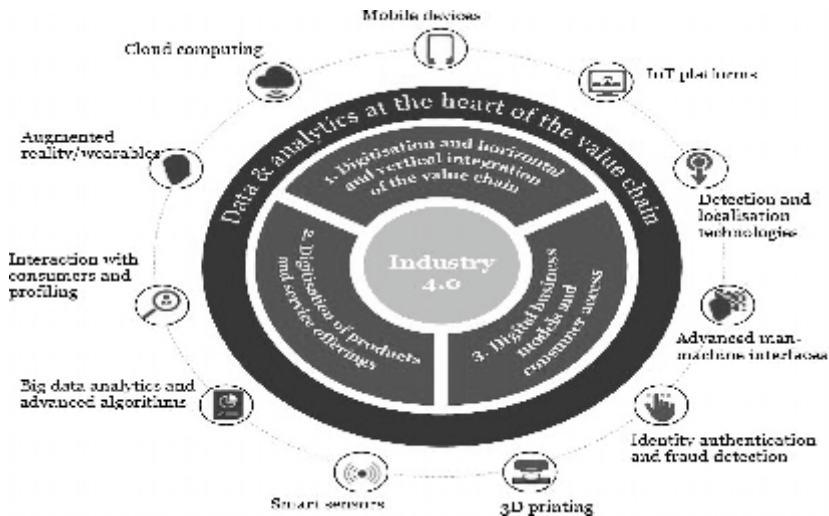 Mobile devices
Cloud computing
IoT platforms
Augmented
reality/wearables
Detection and
localisation
technologies
Interaction with
consumers and
profiling
Advanced man-
machine interfaces
Big data analytics and
advanced algorithms
Identity authentication
and fraud detection
Smart sensors
3D printing
Data & analytics at the heart of the value chain
1. Digitisation and horizontal
and vertical integration
of the value chain
2. Digitisation of products
and service offerings
3. Digital business
models and
consumer access
Industry
4.0